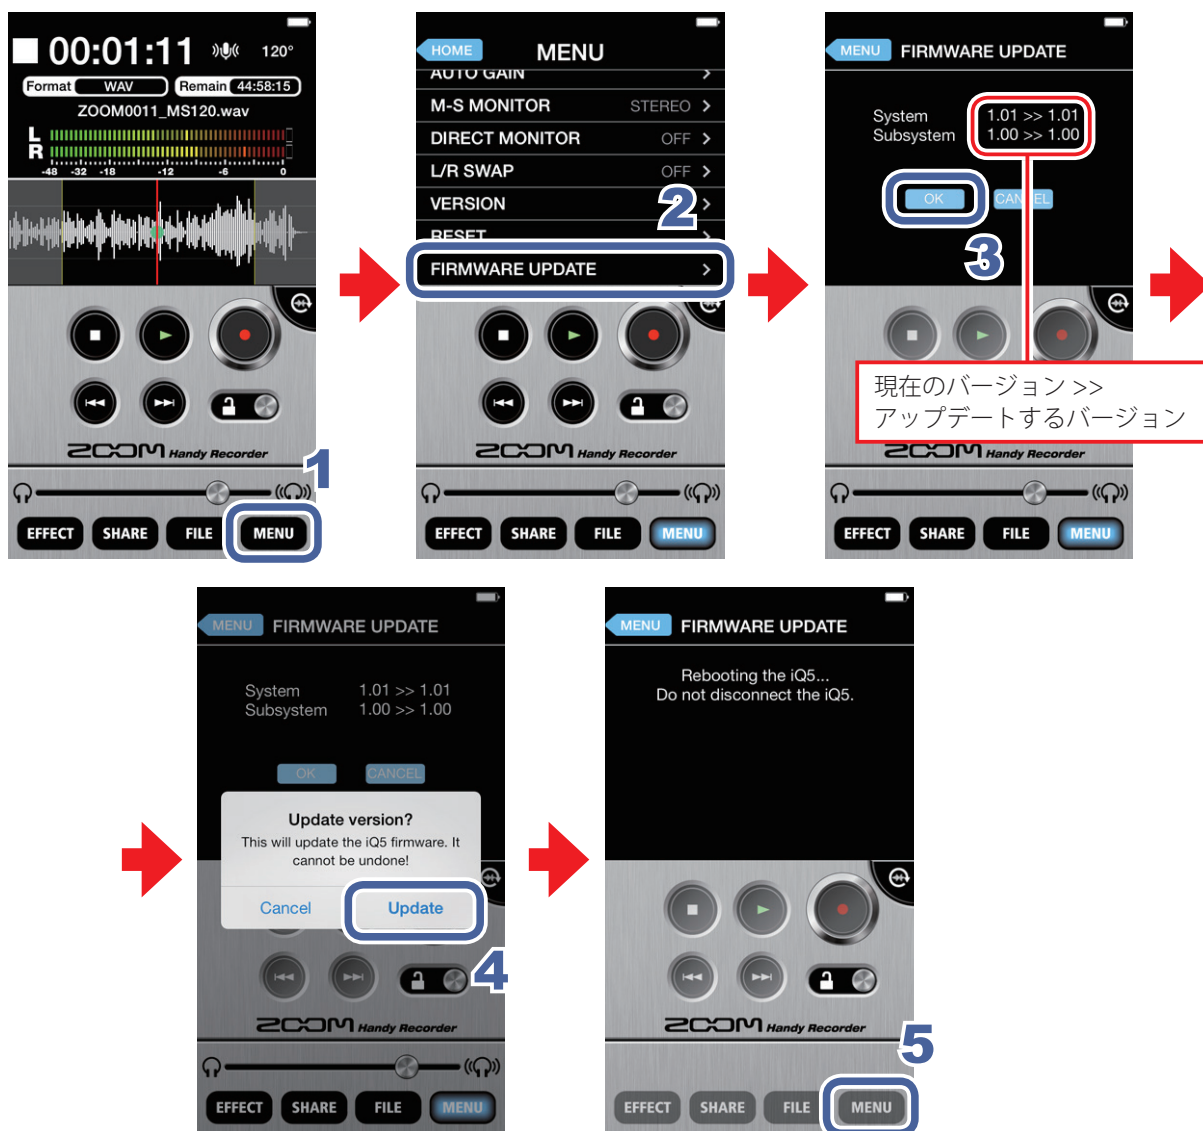 00:01:11 120°
Format WAV Remain 44:58:15
ZOOM0011_MS120.wav
L
R
-48 -32 -18 -12 -6 0
ZOOM Handy Recorder
1
EFFECT SHARE FILE MENU
HOME MENU
AUTO GAIN
M-S MONITOR STEREO
DIRECT MONITOR OFF
L/R SWAP OFF
VERSION
2
RESET
FIRMWARE UPDATE
ZOOM Handy Recorder
EFFECT SHARE FILE MENU
MENU FIRMWARE UPDATE
System 1.01 >> 1.01
Subsystem 1.00 >> 1.00
OK CANCEL
3
現在のバージョン >>
アップデートするバージョン
ZOOM Handy Recorder
EFFECT SHARE FILE MENU
MENU FIRMWARE UPDATE
System 1.01 >> 1.01
Subsystem 1.00 >> 1.00
OK CANCEL
Update version?
This will update the iQ5 firmware. It
cannot be undone!
Cancel Update
4
ZOOM Handy Recorder
EFFECT SHARE FILE MENU
MENU FIRMWARE UPDATE
Rebooting the iQ5...
Do not disconnect the iQ5.
ZOOM Handy Recorder
5
EFFECT SHARE FILE MENU